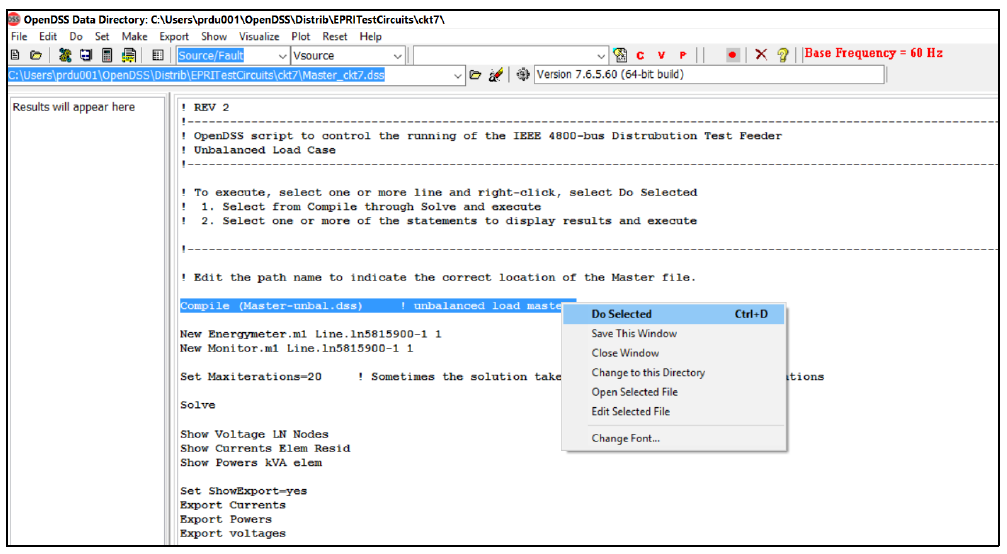 OpenDSS Data Directory: C:\Users\prdu001\OpenDSS\Distrib\EPRITestCircuits\ckt7\
File Edit Do Set Make Export Show Visualize Plot Reset Help
Source/Fault Vsource C V P Base Frequency = 60 Hz
C:\Users\prdu001\OpenDSS\Distrib\EPRITestCircuits\ckt7\Master_ckt7.dss Version 7.6.5.60 (64-bit build)
Results will appear here
! REV 2
!--------------------------------------------------------------------------------
! OpenDSS script to control the running of the IEEE 4800-bus Distrubution Test Feeder
! Unbalanced Load Case
!--------------------------------------------------------------------------------
! To execute, select one or more line and right-click, select Do Selected
! 1. Select from Compile through Solve and execute
! 2. Select one or more of the statements to display results and execute
!--------------------------------------------------------------------------------
! Edit the path name to indicate the correct location of the Master file.
Compile (Master-unbal.dss) ! unbalanced load maste
New Energymeter.m1 Line.ln5815900-1 1
New Monitor.m1 Line.ln5815900-1 1
Set Maxiterations=20 ! Sometimes the solution take
Solve
Show Voltage LN Nodes
Show Currents Elem Resid
Show Powers kVA elem
Set ShowExport=yes
Export Currents
Export Powers
Export voltages
Do Selected Ctrl+D
Save This Window
Close Window
Change to this Directory
Open Selected File
Edit Selected File
Change Font...